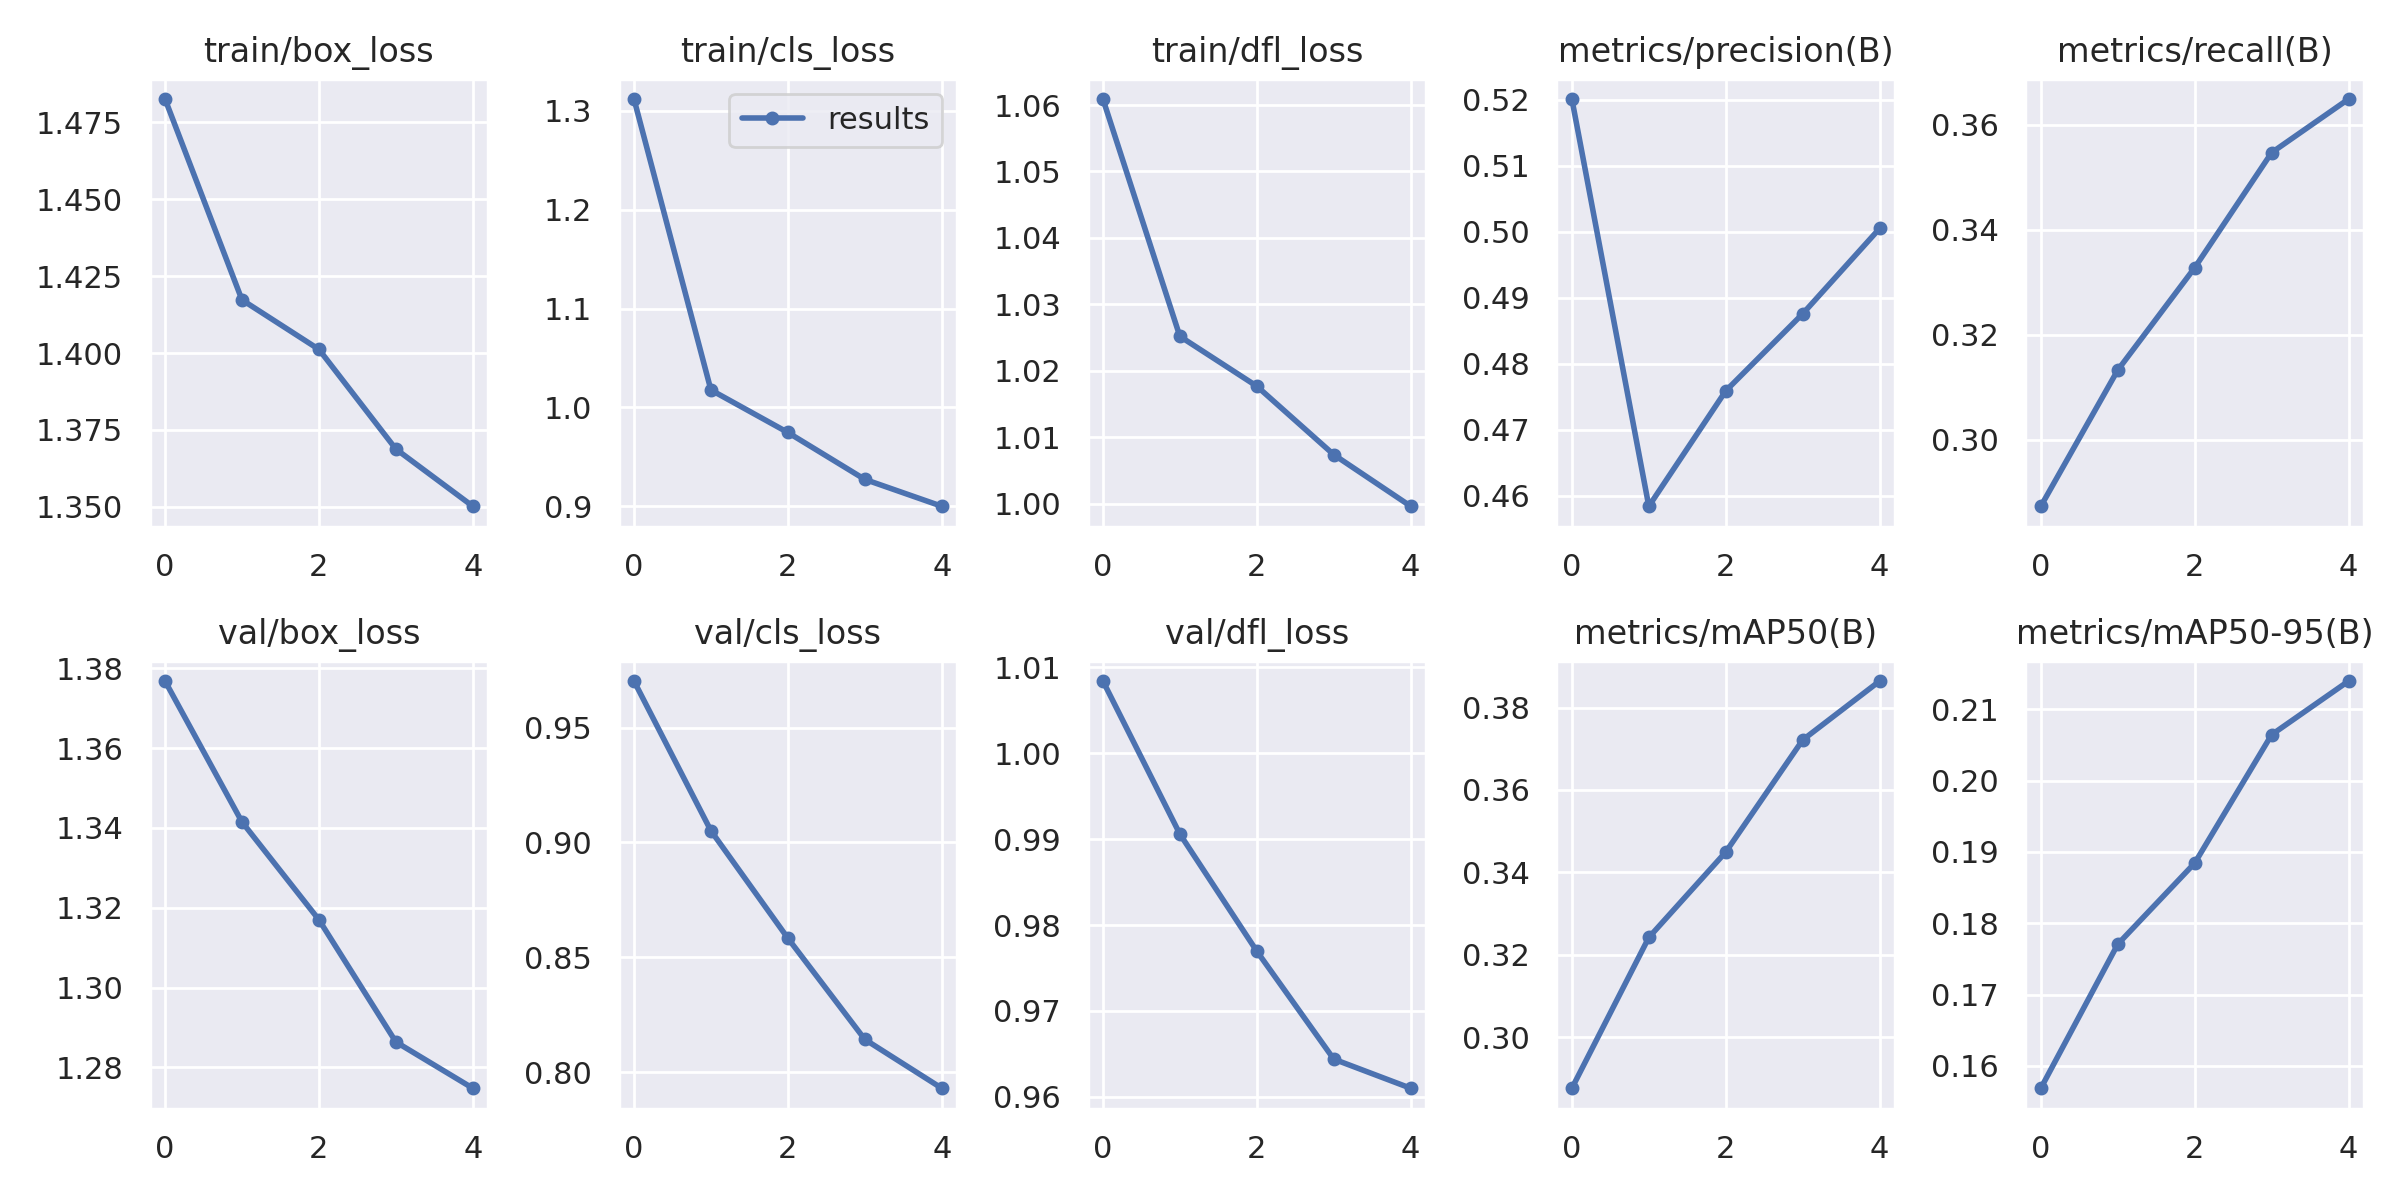 train/box_loss
1.475
1.450
1.425
1.400
1.375
1.350
0 2 4
train/cls_loss
results
1.3
1.2
1.1
1.0
0.9
0 2 4
train/dfl_loss
1.06
1.05
1.04
1.03
1.02
1.01
1.00
0 2 4
metrics/precision(B)
0.52
0.51
0.50
0.49
0.48
0.47
0.46
0 2 4
metrics/recall(B)
0.36
0.34
0.32
0.30
0 2 4
val/box_loss
1.38
1.36
1.34
1.32
1.30
1.28
0 2 4
val/cls_loss
0.95
0.90
0.85
0.80
0 2 4
val/dfl_loss
1.01
1.00
0.99
0.98
0.97
0.96
0 2 4
metrics/mAP50(B)
0.38
0.36
0.34
0.32
0.30
0 2 4
metrics/mAP50-95(B)
0.21
0.20
0.19
0.18
0.17
0.16
0 2 4